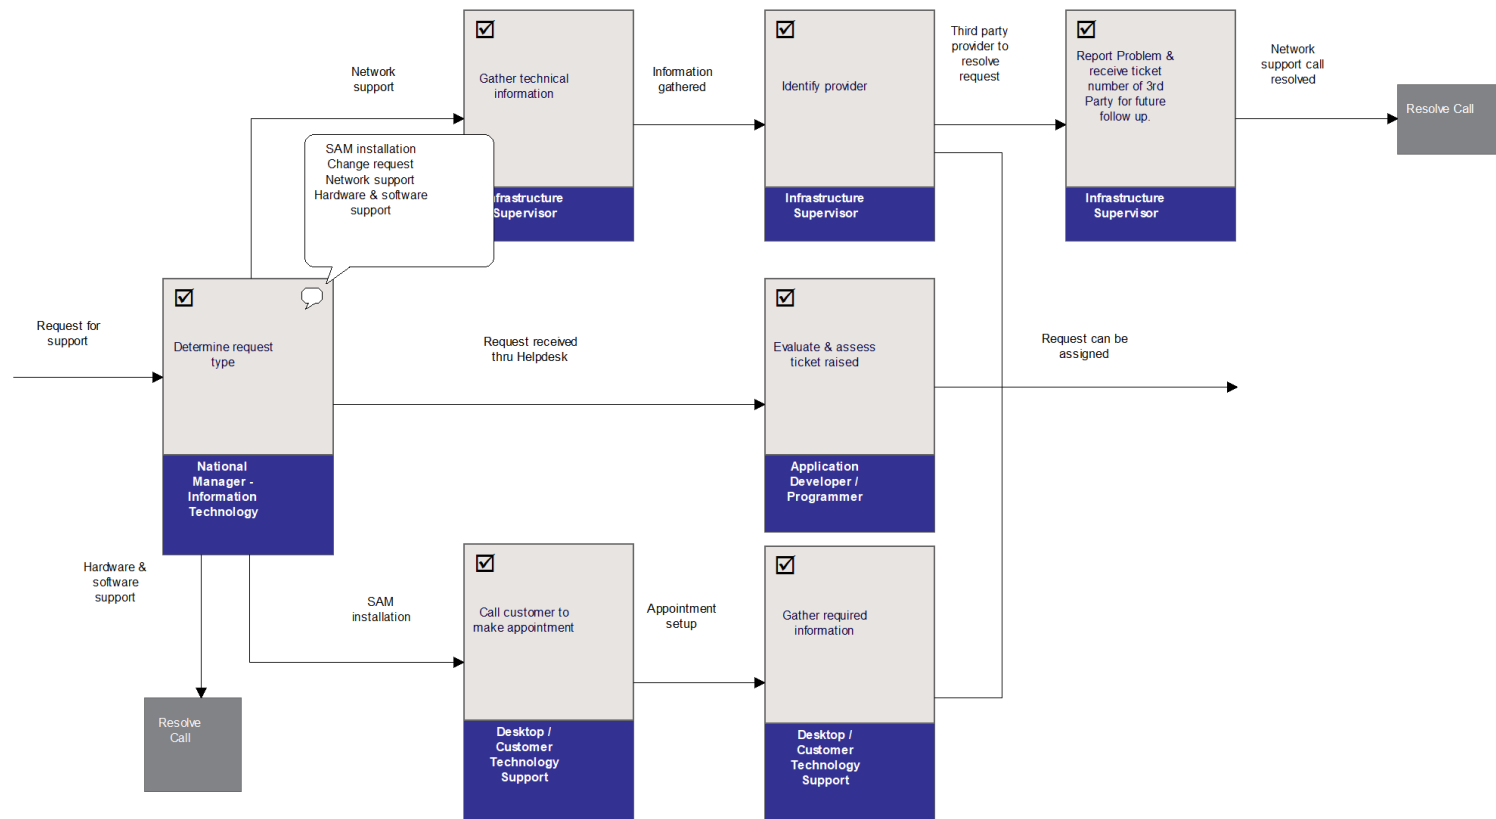 Gather technical
information
Infrastructure
Supervisor
Identify provider
Infrastructure
Supervisor
Report Problem &
receive ticket
number of 3rd
Party for future
follow up.
Infrastructure
Supervisor
Network
support
Information
gathered
Third party
provider to
resolve
request
Network
support call
resolved
Resolve Call
SAM installation
Change request
Network support
Hardware & software
support
Request for
support
Determine request
type
National
Manager -
Information
Technology
Request received
thru Helpdesk
Evaluate & assess
ticket raised
Application
Developer /
Programmer
Request can be
assigned
Hardware &
software
support
Resolve
Call
SAM
installation
Call customer to
make appointment
Desktop /
Customer
Technology
Support
Appointment
setup
Gather required
information
Desktop /
Customer
Technology
Support